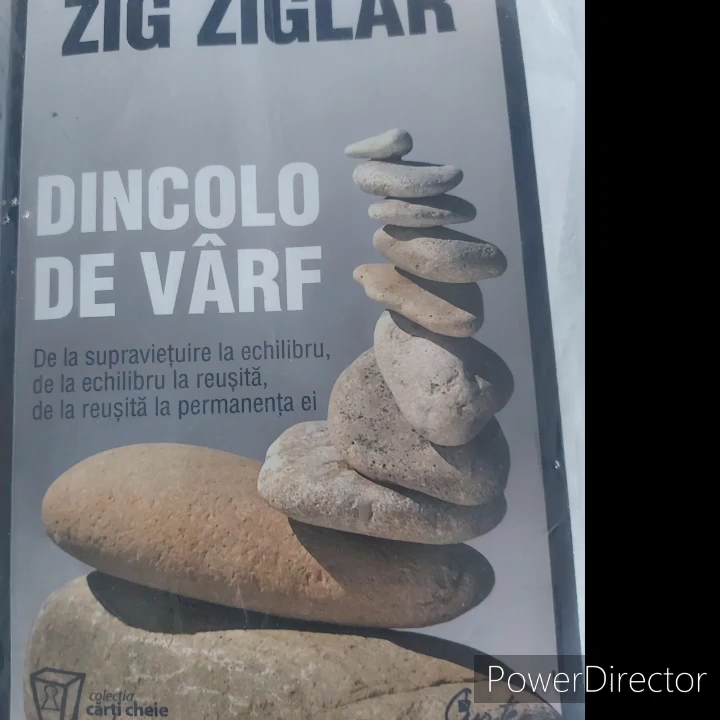 ZIG ZIGLAR
DINCOLO
DE VÂRF
De la supraviețuire la echilibru,
de la echilibru la reușită,
de la reușită la permanența ei
colecția
cărți cheie
PowerDirector